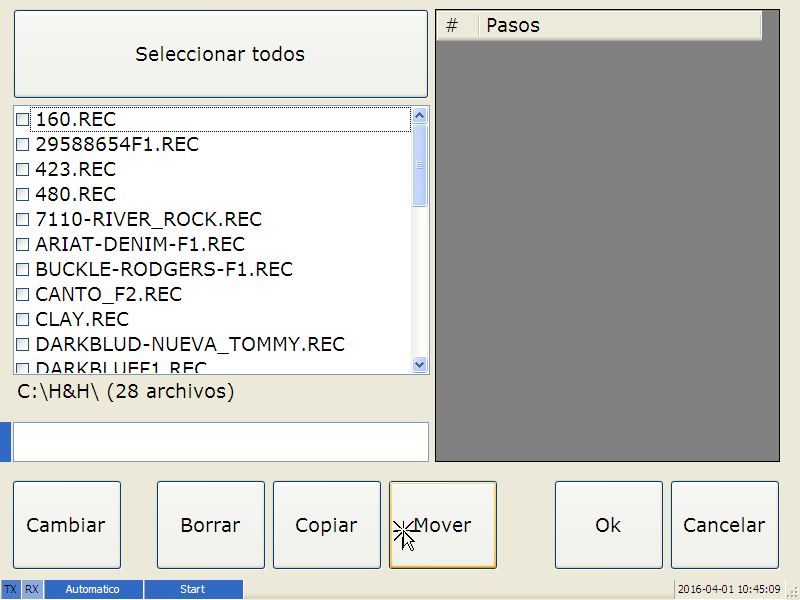 Seleccionar todos
# Pasos
160.REC
29588654F1.REC
423.REC
480.REC
7110-RIVER_ROCK.REC
ARIAT-DENIM-F1.REC
BUCKLE-RODGERS-F1.REC
CANTO_F2.REC
CLAY.REC
DARKBLUD-NUEVA_TOMMY.REC
DARKBLUEF1.REC
C:\H&H\ (28 archivos)
Cambiar
Borrar
Copiar
Mover
Ok
Cancelar
TX RX Automatico Start 2016-04-01 10:45:09